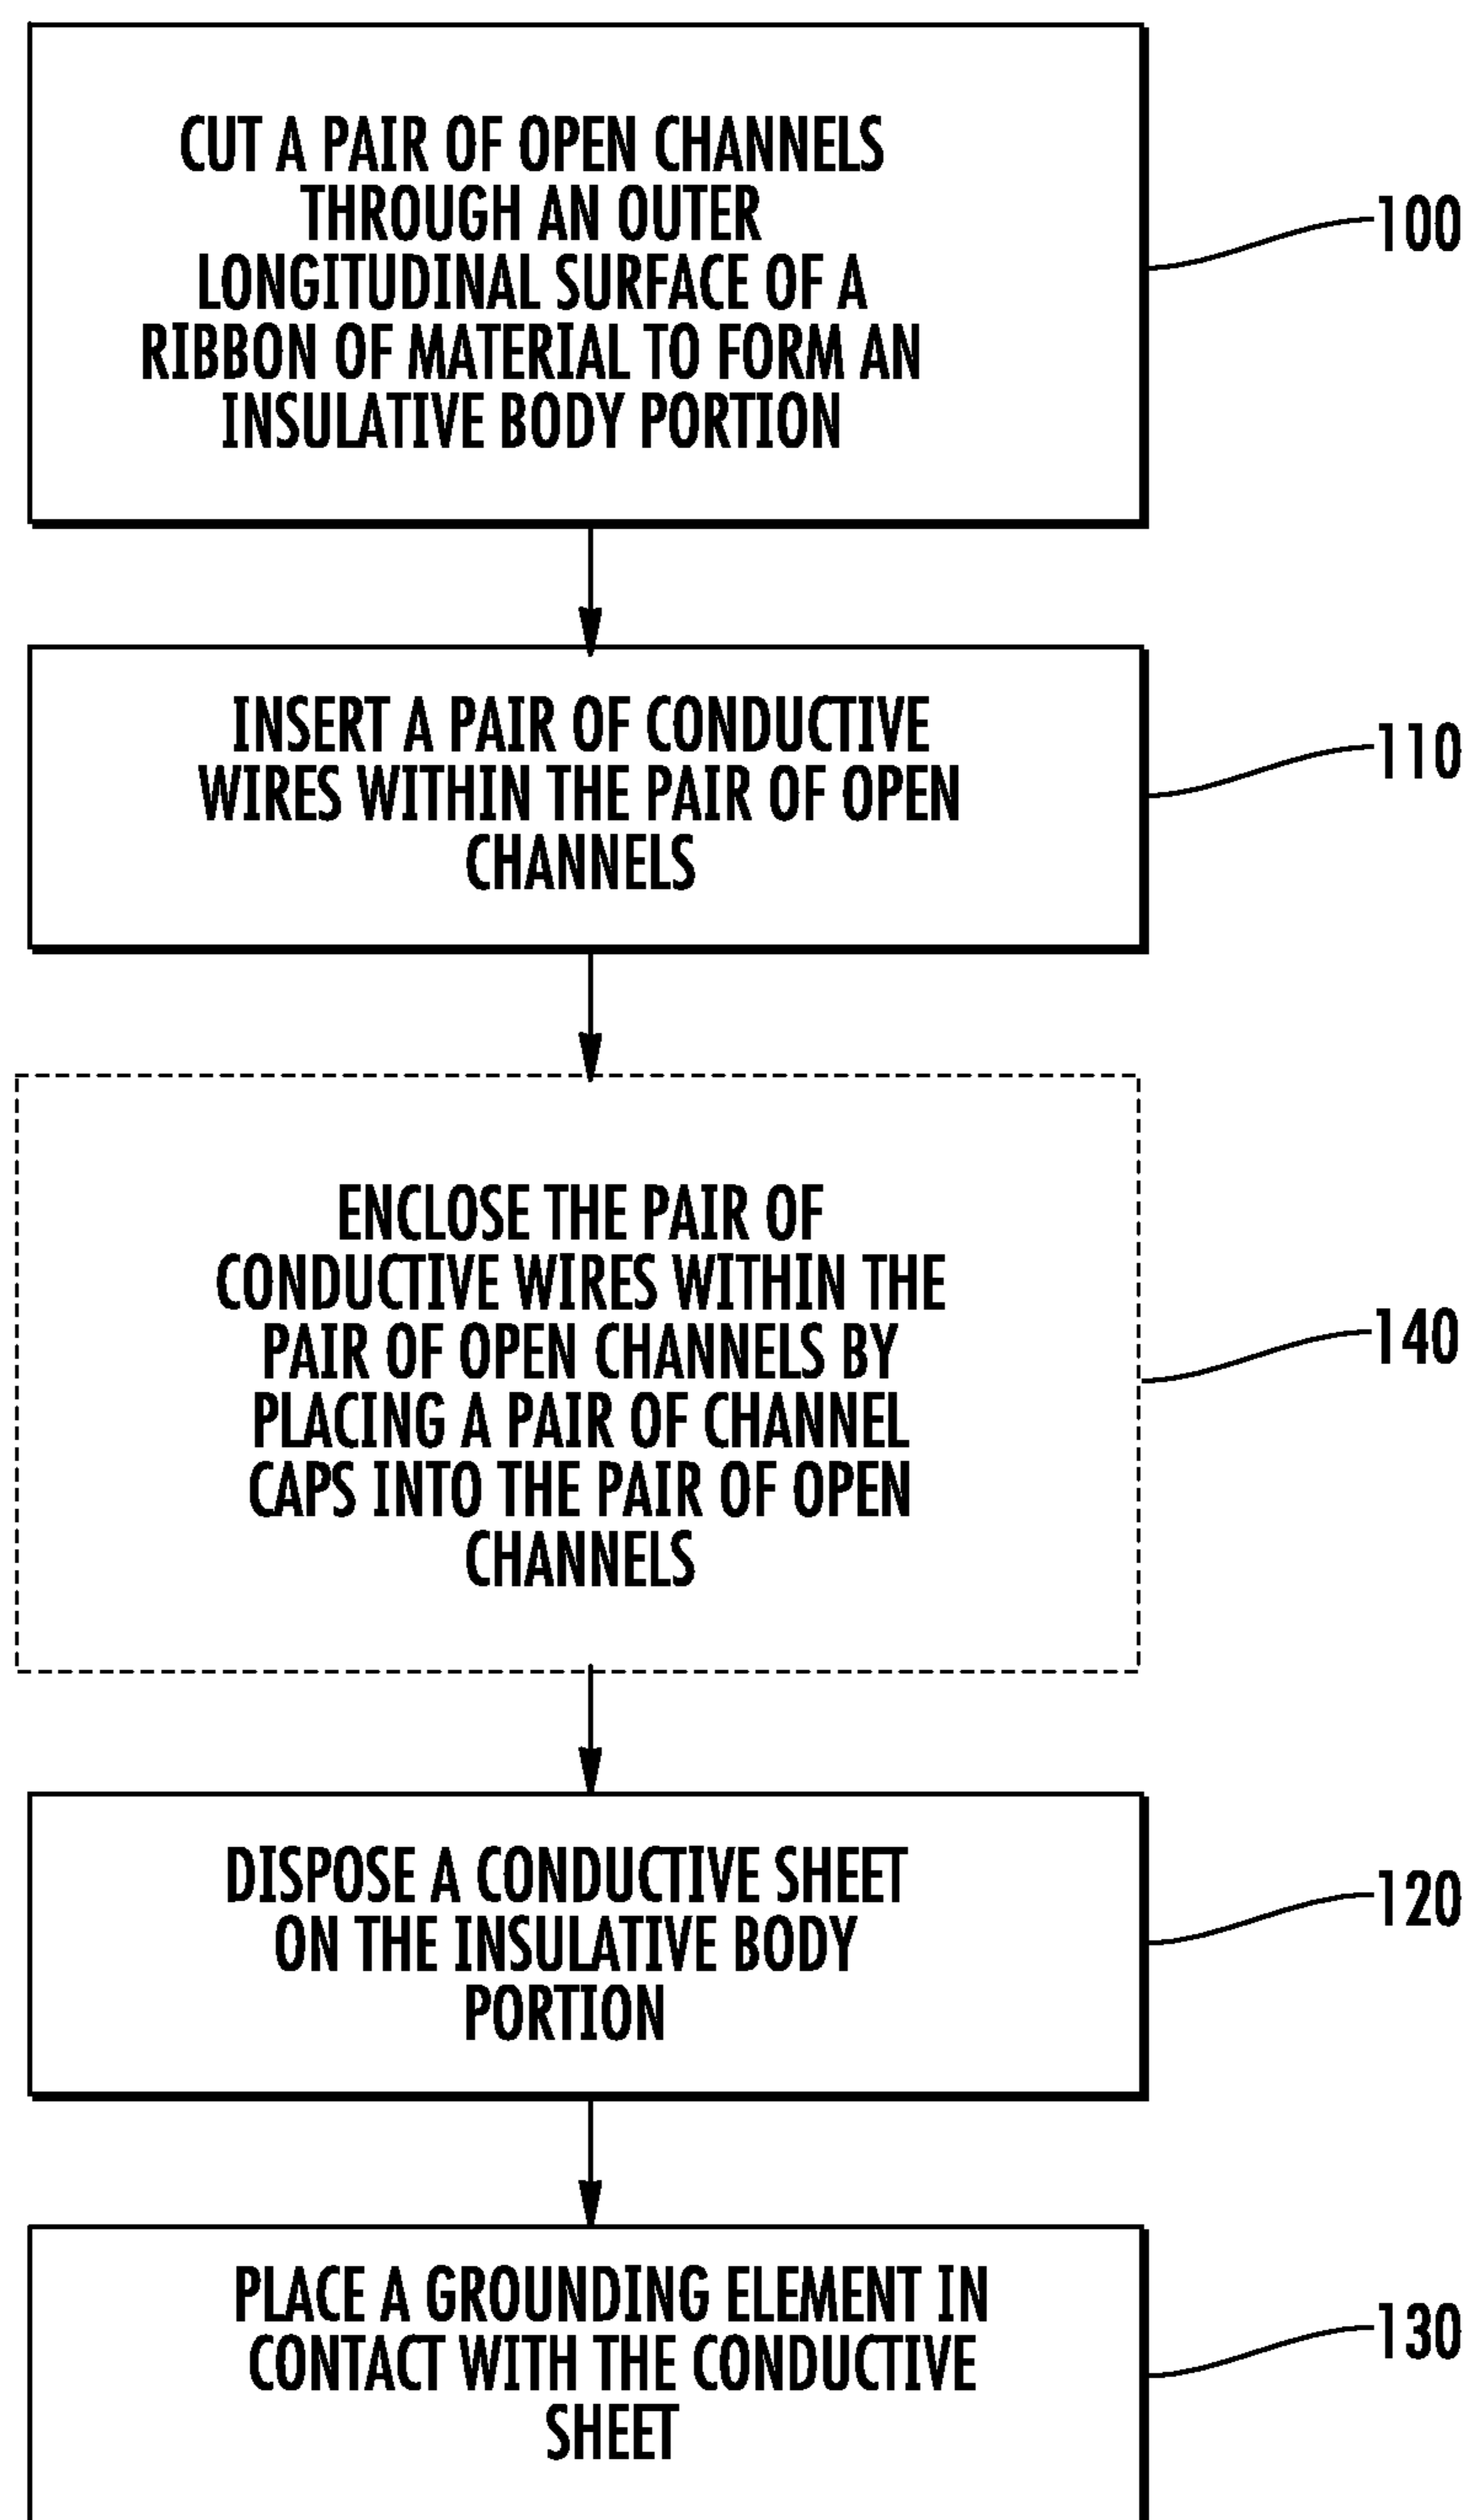 CUT A PAIR OF OPEN CHANNELS
THROUGH AN OUTER
LONGITUDINAL SURFACE OF A
RIBBON OF MATERIAL TO FORM AN
INSULATIVE BODY PORTION
100
INSERT A PAIR OF CONDUCTIVE
WIRES WITHIN THE PAIR OF OPEN
CHANNELS
110
ENCLOSE THE PAIR OF
CONDUCTIVE WIRES WITHIN THE
PAIR OF OPEN CHANNELS BY
PLACING A PAIR OF CHANNEL
CAPS INTO THE PAIR OF OPEN
CHANNELS
140
DISPOSE A CONDUCTIVE SHEET
ON THE INSULATIVE BODY
PORTION
120
PLACE A GROUNDING ELEMENT IN
CONTACT WITH THE CONDUCTIVE
SHEET
130